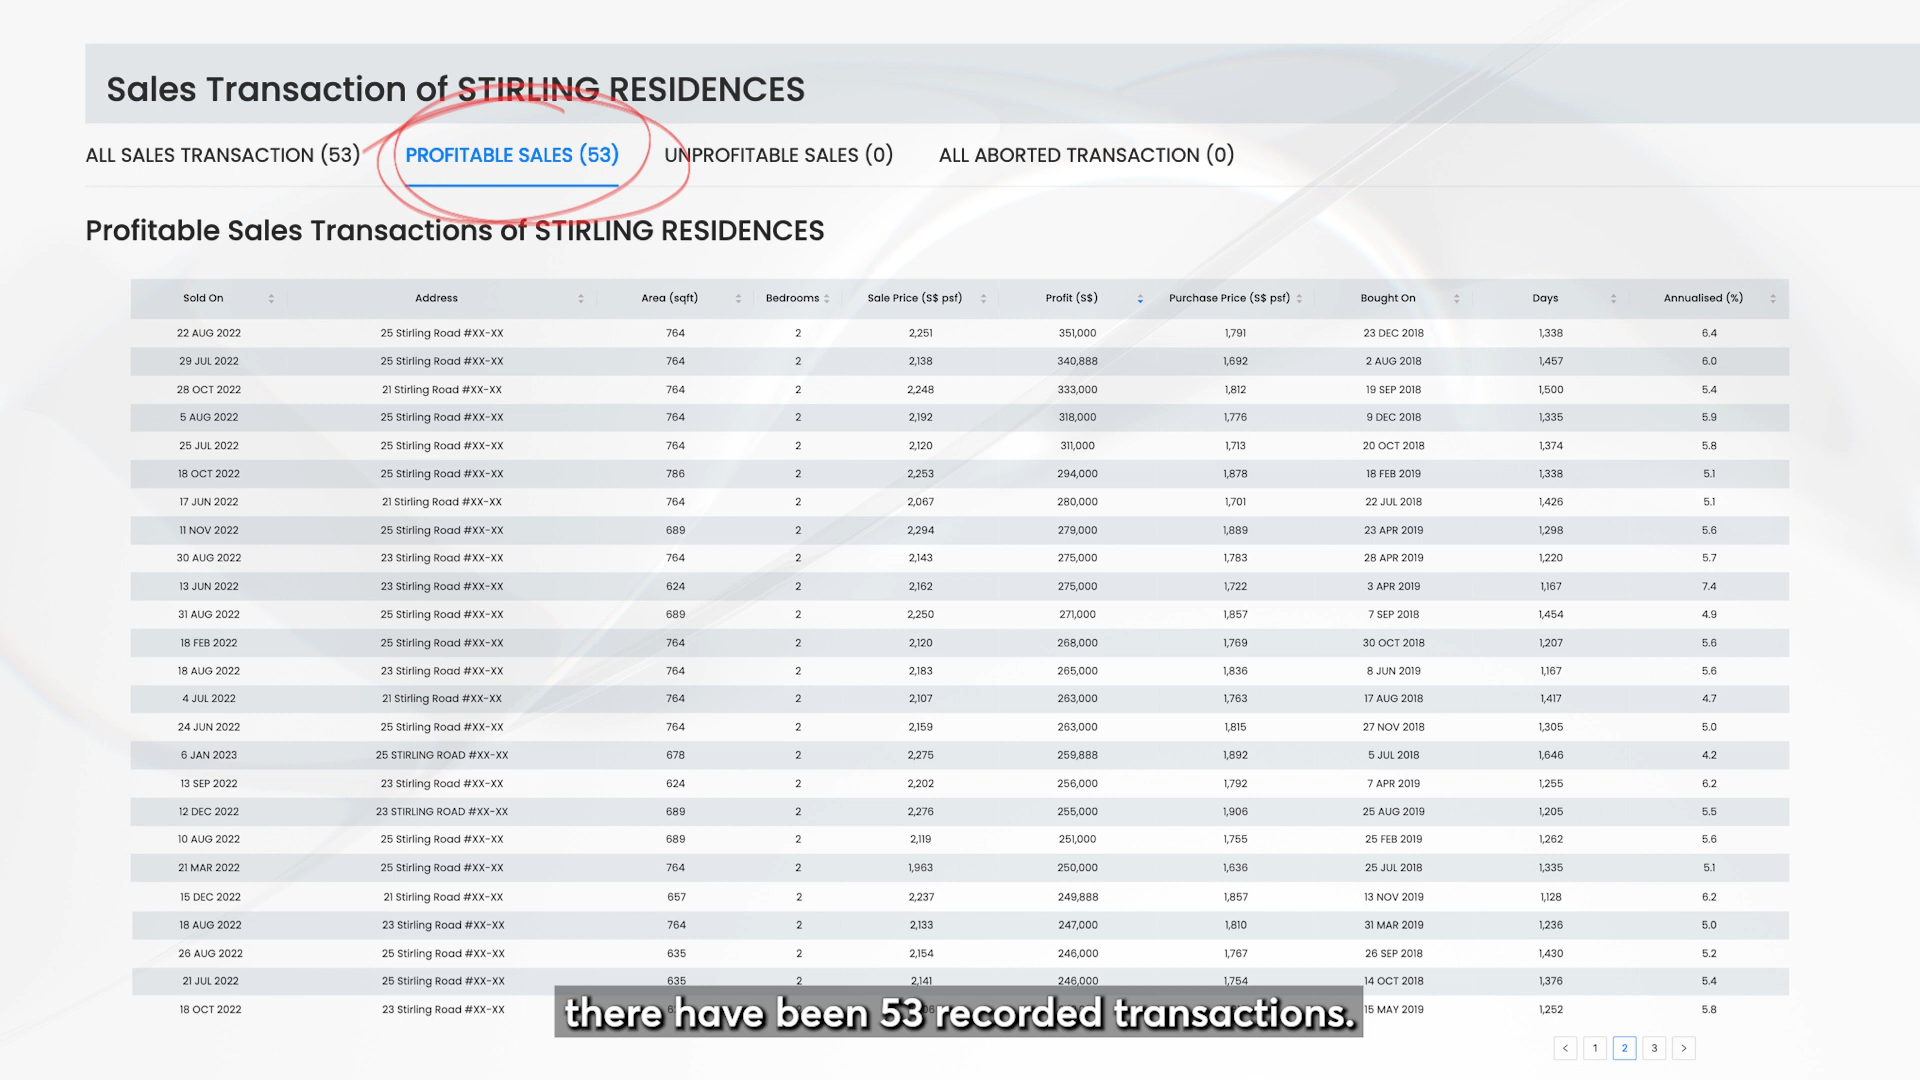 Sales Transaction of STIRLING RESIDENCES
ALL SALES TRANSACTION (53) PROFITABLE SALES (53) UNPROFITABLE SALES (0) ALL ABORTED TRANSACTION (0)
Profitable Sales Transactions of STIRLING RESIDENCES
Sold On Address Area (sqft) Bedrooms Sale Price (S$ psf) Profit (S$) Purchase Price (S$ psf) Bought On Days Annualised (%)
22 AUG 2022 25 Stirling Road #XX-XX 764 2 2,251 351,000 1,791 23 DEC 2018 1,338 6.4
29 JUL 2022 25 Stirling Road #XX-XX 764 2 2,138 340,888 1,692 2 AUG 2018 1,457 6.0
28 OCT 2022 21 Stirling Road #XX-XX 764 2 2,248 333,000 1,812 19 SEP 2018 1,500 5.4
5 AUG 2022 25 Stirling Road #XX-XX 764 2 2,192 318,000 1,776 9 DEC 2018 1,335 5.9
25 JUL 2022 25 Stirling Road #XX-XX 764 2 2,120 311,000 1,713 20 OCT 2018 1,374 5.8
18 OCT 2022 25 Stirling Road #XX-XX 786 2 2,253 294,000 1,878 18 FEB 2019 1,338 5.1
17 JUN 2022 21 Stirling Road #XX-XX 764 2 2,067 280,000 1,701 22 JUL 2018 1,426 5.1
11 NOV 2022 25 Stirling Road #XX-XX 689 2 2,294 279,000 1,889 23 APR 2019 1,298 5.6
30 AUG 2022 23 Stirling Road #XX-XX 764 2 2,143 275,000 1,783 28 APR 2019 1,220 5.7
13 JUN 2022 23 Stirling Road #XX-XX 624 2 2,162 275,000 1,722 3 APR 2019 1,167 7.4
31 AUG 2022 25 Stirling Road #XX-XX 689 2 2,250 271,000 1,857 7 SEP 2018 1,454 4.9
18 FEB 2022 25 Stirling Road #XX-XX 764 2 2,120 268,000 1,769 30 OCT 2018 1,207 5.6
18 AUG 2022 23 Stirling Road #XX-XX 764 2 2,183 265,000 1,836 8 JUN 2019 1,167 5.6
4 JUL 2022 21 Stirling Road #XX-XX 764 2 2,107 263,000 1,763 17 AUG 2018 1,417 4.7
24 JUN 2022 25 Stirling Road #XX-XX 764 2 2,159 263,000 1,815 27 NOV 2018 1,305 5.0
6 JAN 2023 25 STIRLING ROAD #XX-XX 678 2 2,275 259,888 1,892 5 JUL 2018 1,646 4.2
13 SEP 2022 23 Stirling Road #XX-XX 624 2 2,202 256,000 1,792 7 APR 2019 1,255 6.2
12 DEC 2022 23 STIRLING ROAD #XX-XX 689 2 2,276 255,000 1,906 25 AUG 2019 1,205 5.5
10 AUG 2022 25 Stirling Road #XX-XX 689 2 2,119 251,000 1,755 25 FEB 2019 1,262 5.6
21 MAR 2022 25 Stirling Road #XX-XX 764 2 1,963 250,000 1,636 25 JUL 2018 1,335 5.1
15 DEC 2022 21 Stirling Road #XX-XX 657 2 2,237 249,888 1,857 13 NOV 2019 1,128 6.2
18 AUG 2022 23 Stirling Road #XX-XX 764 2 2,133 247,000 1,810 31 MAR 2019 1,236 5.0
26 AUG 2022 25 Stirling Road #XX-XX 635 2 2,154 246,000 1,767 26 SEP 2018 1,430 5.2
21 JUL 2022 25 Stirling Road #XX-XX 635 2 2,141 246,000 1,754 14 OCT 2018 1,376 5.4
18 OCT 2022 23 Stirling Road #XX-XX 15 MAY 2019 1,252 5.8
there have been 53 recorded transactions.
< 1 2 3 >